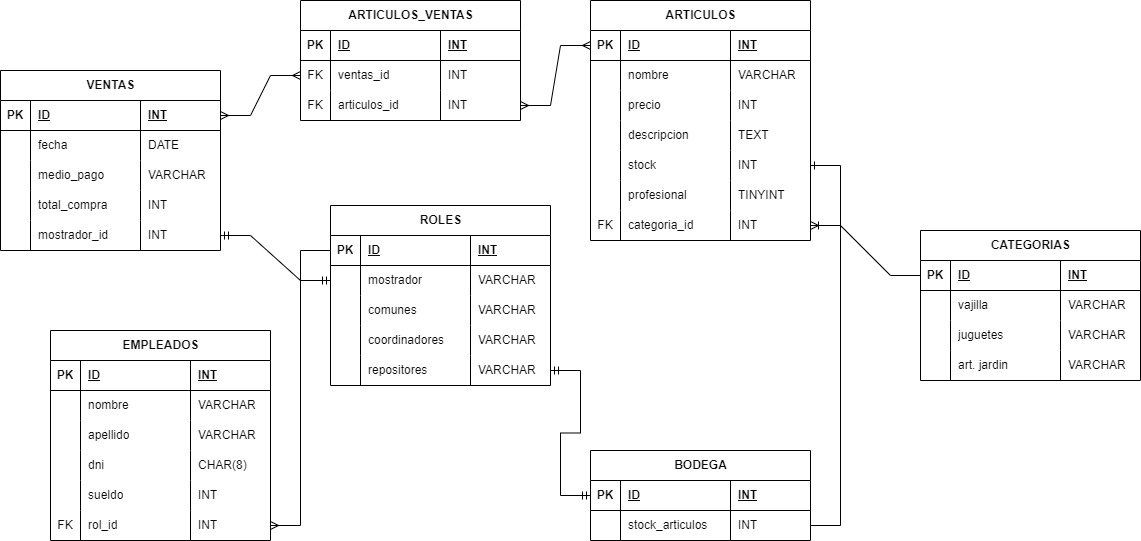 VENTAS
PK ID INT
fecha DATE
medio_pago VARCHAR
total_compra INT
mostrador_id INT
ARTICULOS_VENTAS
PK ID INT
FK ventas_id INT
FK articulos_id INT
ARTICULOS
PK ID INT
nombre VARCHAR
precio INT
descripcion TEXT
stock INT
profesional TINYINT
FK categoria_id INT
ROLES
PK ID INT
mostrador VARCHAR
comunes VARCHAR
coordinadores VARCHAR
repositores VARCHAR
CATEGORIAS
PK ID INT
vajilla VARCHAR
juguetes VARCHAR
art. jardin VARCHAR
EMPLEADOS
PK ID INT
nombre VARCHAR
apellido VARCHAR
dni CHAR(8)
sueldo INT
FK rol_id INT
BODEGA
PK ID INT
stock_articulos INT